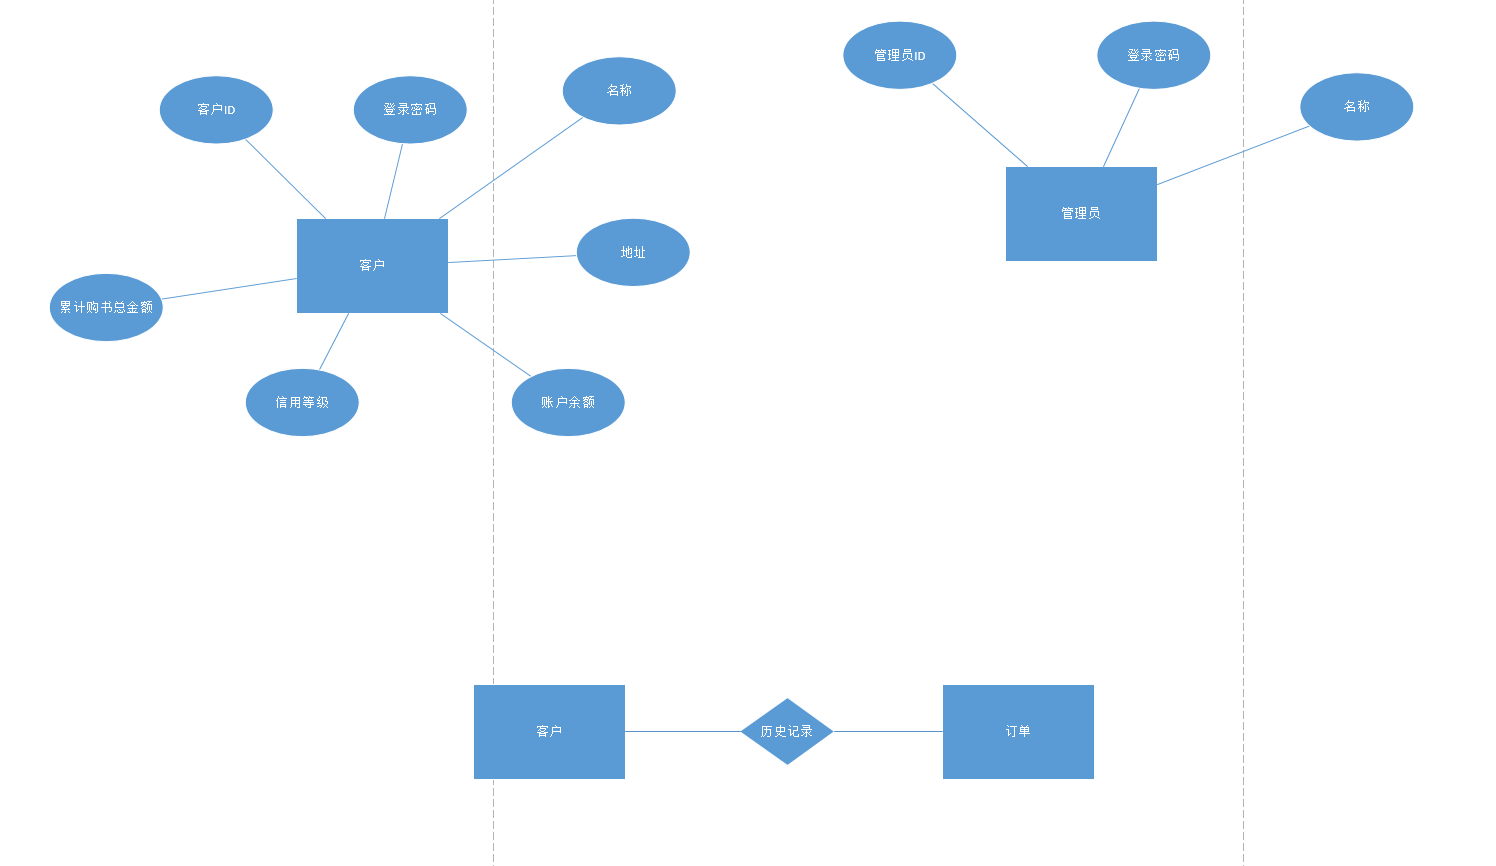 管理员ID
登录密码
名称
客户ID
登录密码
名称
管理员
地址
客户
累计购书总金额
信用等级
账户余额
客户
历史记录
订单